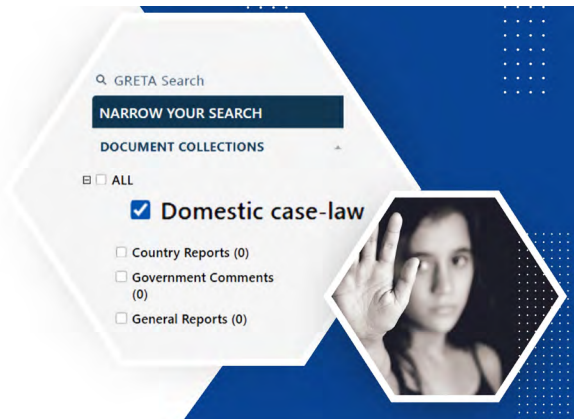 GRETA Search
NARROW YOUR SEARCH
DOCUMENT COLLECTIONS
ALL
Domestic case-law
Country Reports (0)
Government Comments
(0)
General Reports (0)